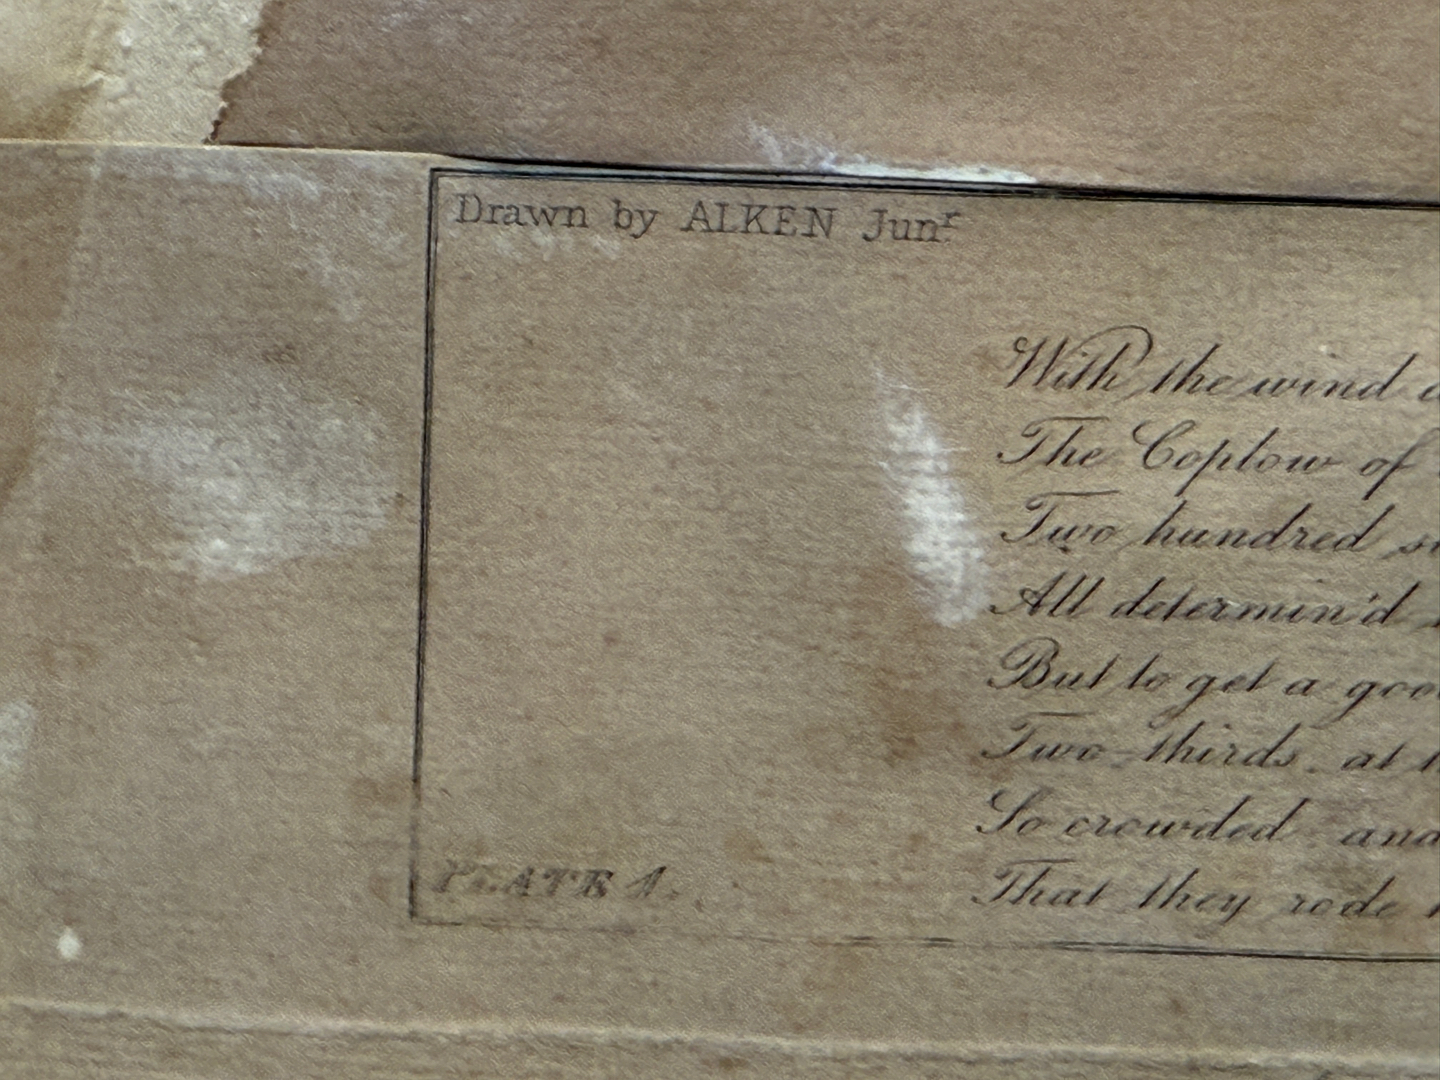 Drawn by ALKEN Junr.
With the wind
The Coplow of
Two hundred
All determin'd
But to get a
Two-thirds, at
So crowded and
That they rode
PLATE 1.